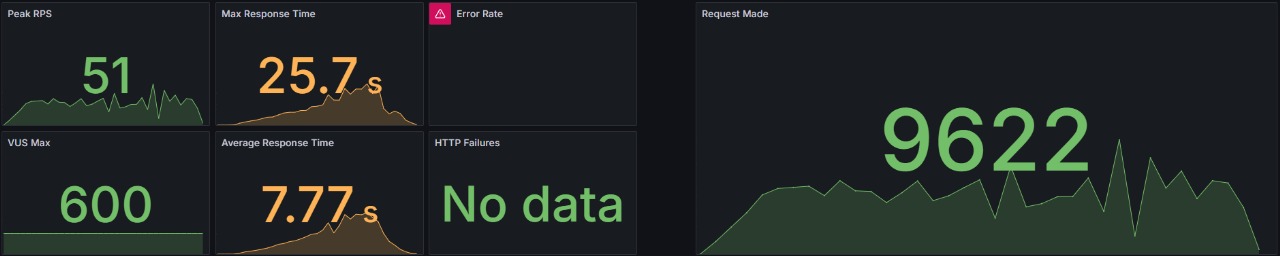 Peak RPS
51
Max Response Time
25.7 s
Error Rate
Request Made
9622
VUS Max
600
Average Response Time
7.77 s
HTTP Failures
No data